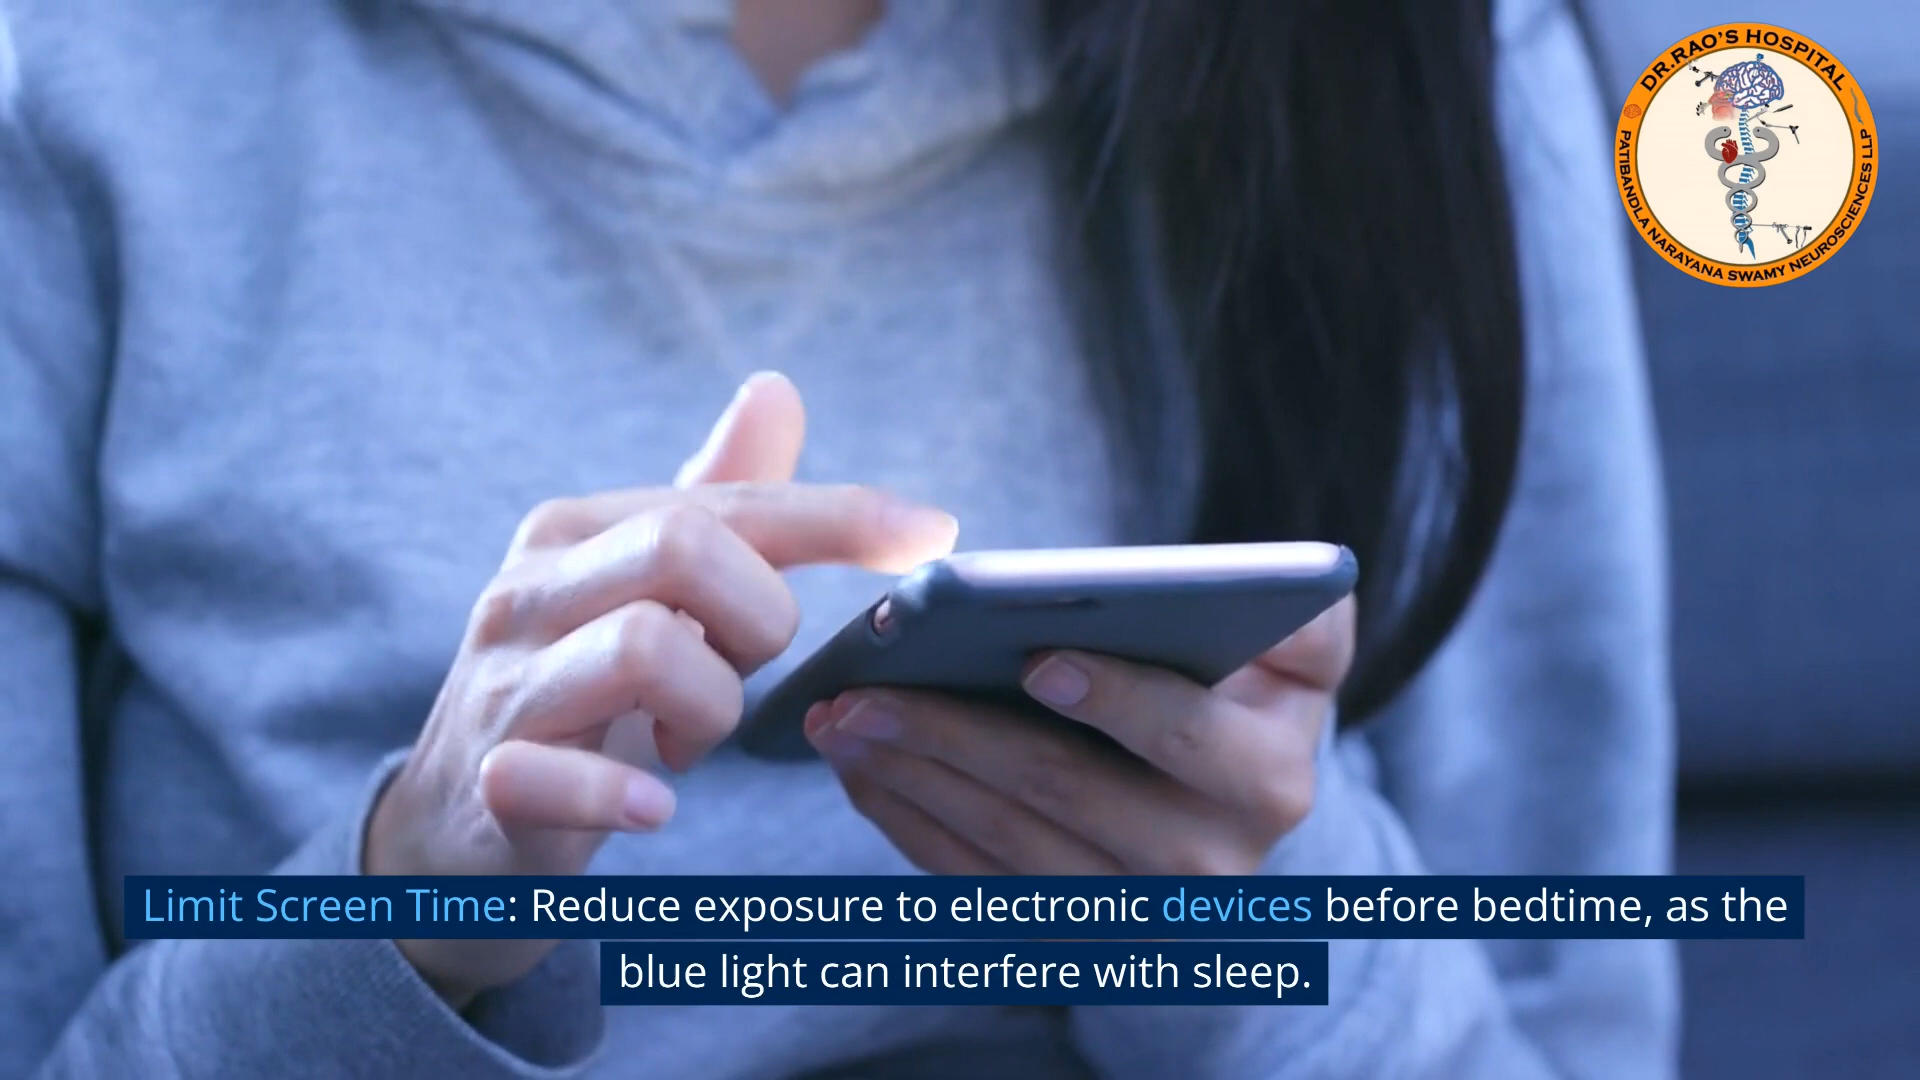 DR.RAO'S HOSPITAL
PATIBANDLA NARAYANA SWAMY NEUROSCIENCES LLP
Limit Screen Time: Reduce exposure to electronic devices before bedtime, as the
blue light can interfere with sleep.